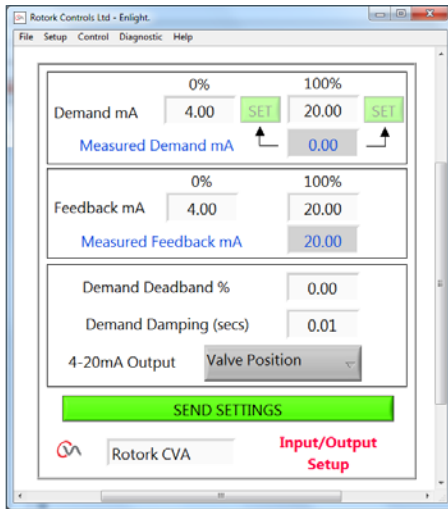 Rotork Controls Ltd - Enlight.
File Setup Control Diagnostic Help
0% 100%
Demand mA 4.00 SET 20.00 SET
Measured Demand mA 0.00
0% 100%
Feedback mA 4.00 20.00
Measured Feedback mA 20.00
Demand Deadband % 0.00
Demand Damping (secs) 0.01
4-20mA Output Valve Position
SEND SETTINGS
Rotork CVA Input/Output
Setup